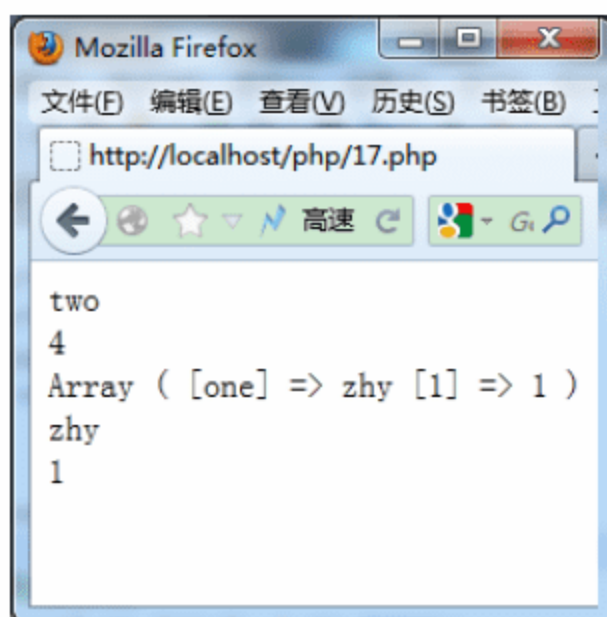 Mozilla Firefox
文件(F) 编辑(E) 查看(V) 历史(S) 书签(B)
http://localhost/php/17.php
高速
two
4
Array ( [one] => zhy [1] => 1 )
zhy
1